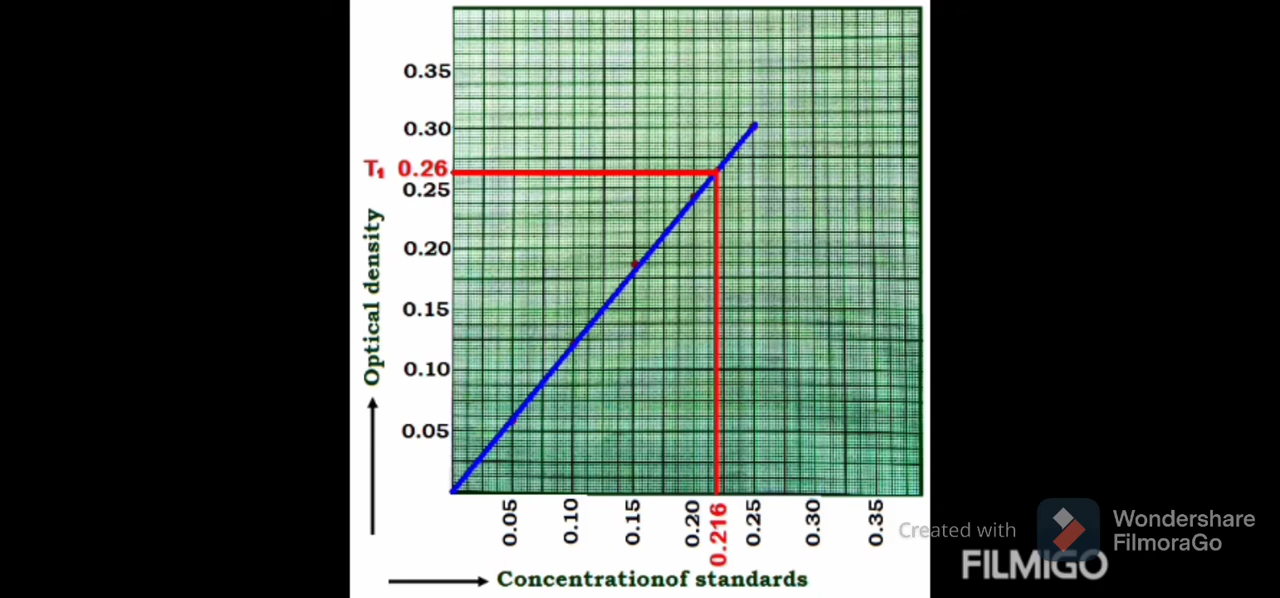 0.35
0.30
T₁ 0.26
0.25
0.20
0.15
0.10
0.05
Optical density
0.05
0.10
0.15
0.20
0.216
0.25
0.30
0.35
Concentrationof standards
Created with
Wondershare
FilmoraGo
FILMiGO